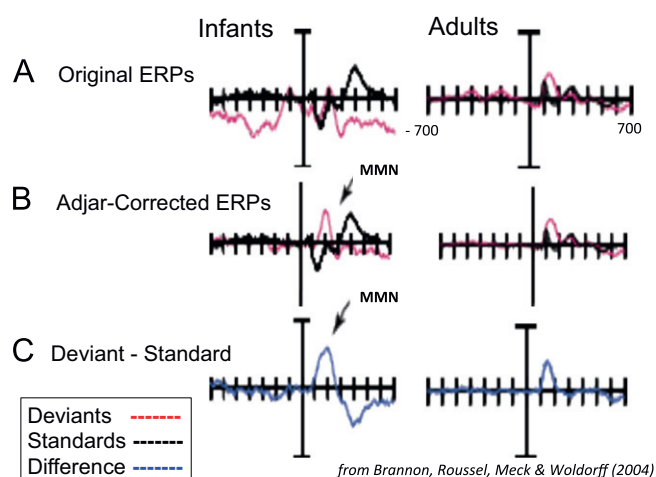 Infants Adults
A Original ERPs
- 700 700
MMN
B Adjar-Corrected ERPs
MMN
C Deviant - Standard
Deviants
Standards
Difference
from Brannon, Roussel, Meck & Woldorff (2004)